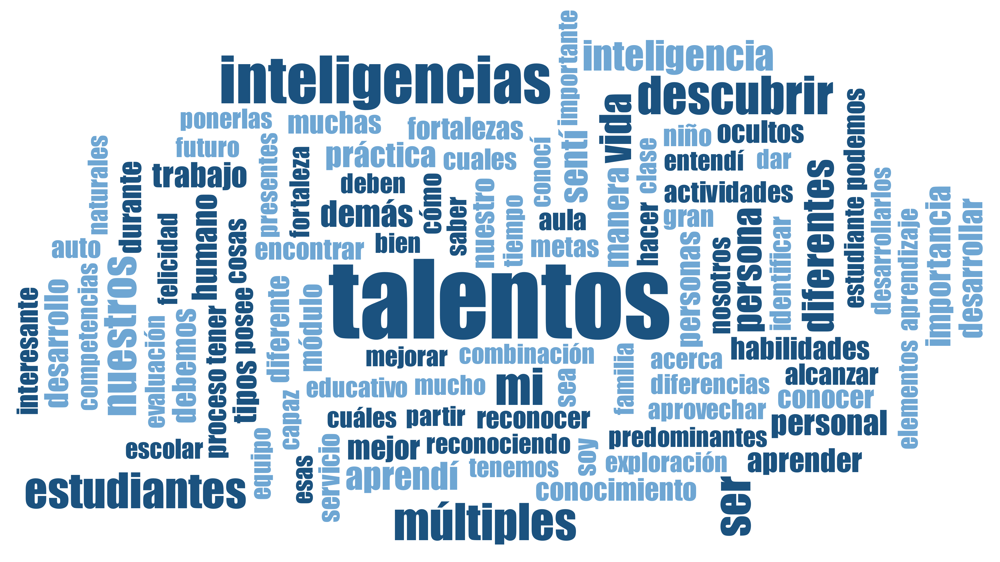 importante
inteligencia
inteligencias
descubrir
vida
podemos
ponerlas
muchas
fortalezas
sentí
niño
ocultos
naturales
futuro
presentes
fortaleza
práctica
cuales
conocí
clase
entendí
dar
diferentes
durante
trabajo
deben
cómo
nuestro
manera
actividades
desarrollarlos
importancia
desarrollar
humano
felicidad
cosas
demás
saber
tiempo
aula
hacer
gran
persona
identificar
estudiante
aprendizaje
auto
encontrar
bien
metas
personas
nosotros
nuestros
competencias
desarrollo
interesante
talentos
diferente
módulo
posee
tener
debemos
evaluación
proceso
tipos
mejorar
combinación
familia
acerca
habilidades
elementos
educativo
mucho
mi
sea
diferencias
alcanzar
capaz
conocer
cuáles
partir
reconocer
aprovechar
personal
escolar
equipo
servicio
mejor
reconociendo
soy
predominantes
esas
aprendí
tenemos
exploración
aprender
estudiantes
conocimiento
ser
múltiples